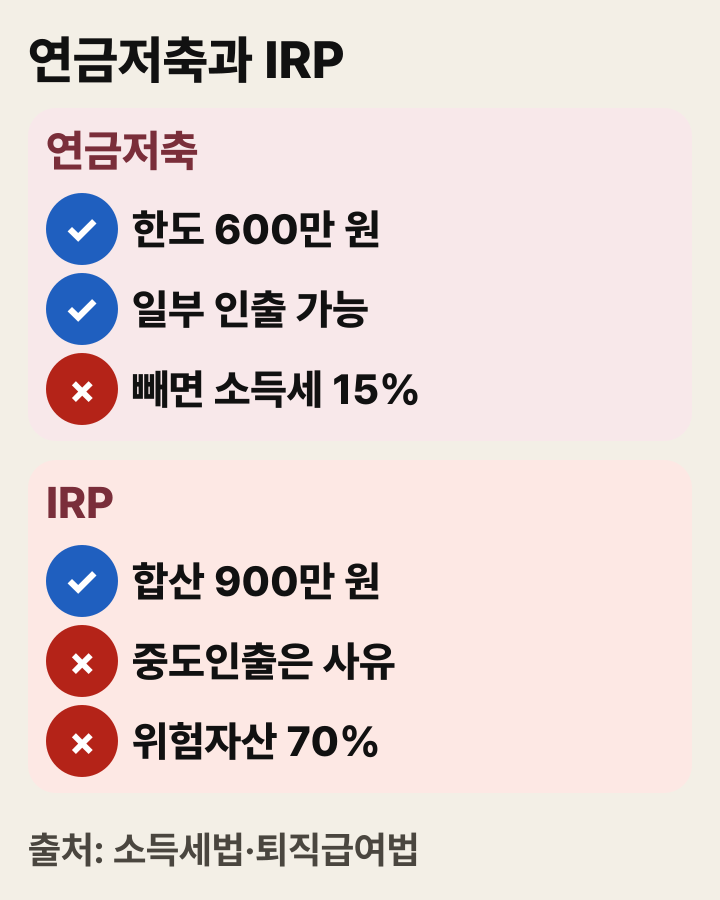 연금저축과 IRP
연금저축
한도 600만 원
일부 인출 가능
빼면 소득세 15%
IRP
합산 900만 원
중도인출은 사유
위험자산 70%
출처: 소득세법·퇴직급여법